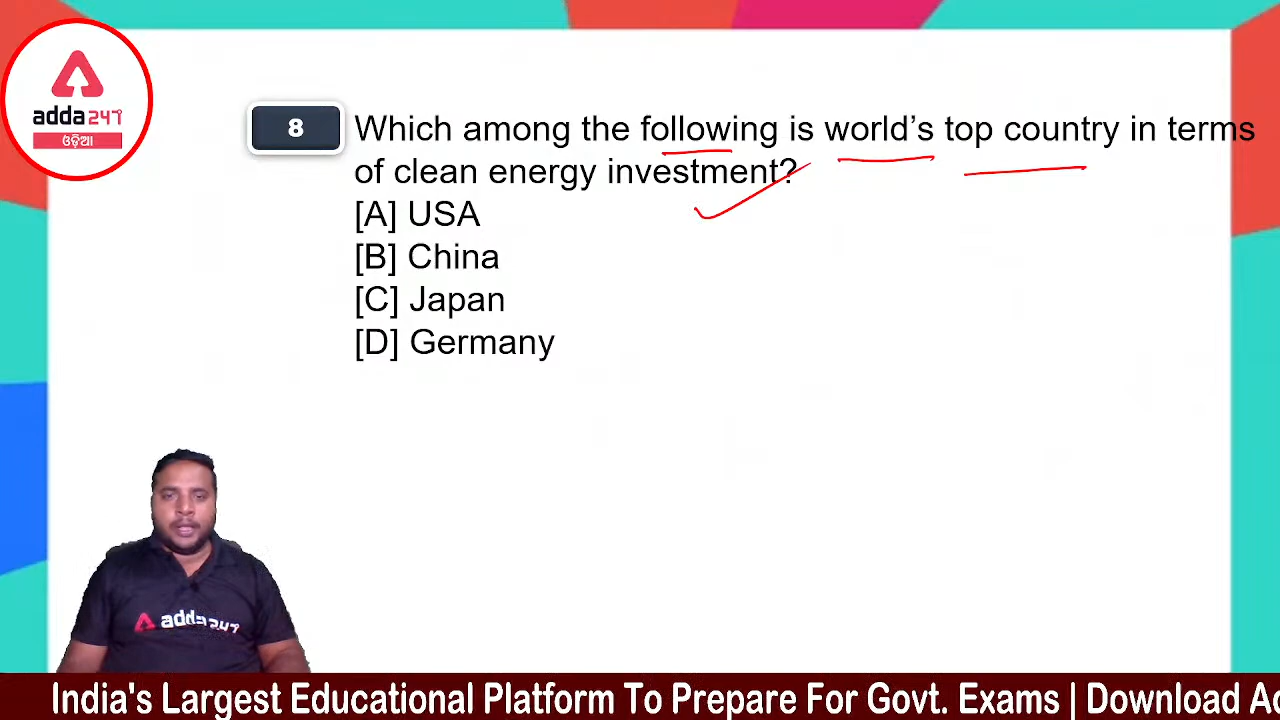 adda247
ଓଡ଼ିଆ
8
Which among the following is world's top country in terms
of clean energy investment?
[A] USA
[B] China
[C] Japan
[D] Germany
adda247
India's Largest Educational Platform To Prepare For Govt. Exams | Download Ad